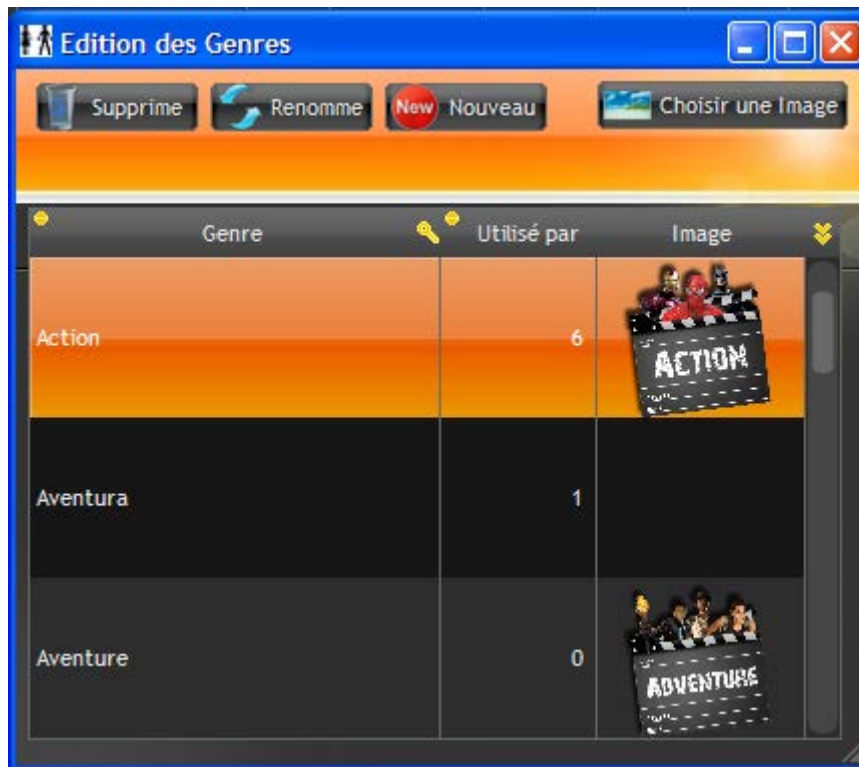 Edition des Genres
Supprime Renomme New Nouveau Choisir une Image
Genre Utilisé par Image
Action 6 ACTION
Aventura 1
Aventure 0 ADVENTURE